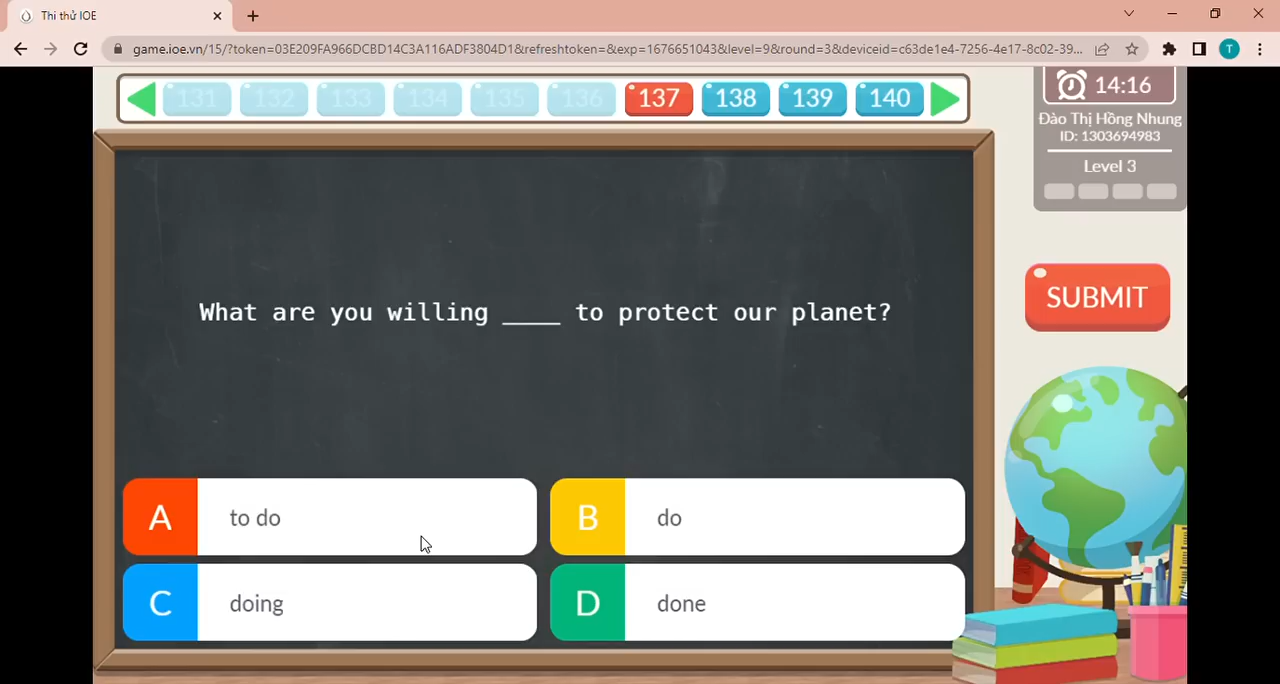 Thi thử IOE
game.ioe.vn/15/?token=03E209FA966DCBD14C3A116ADF3804D1&refreshtoken=&exp=1676651043&level=9&round=3&deviceid=c63de1e4-7256-4e17-8c02-39...
T
131 132 133 134 135 136 137 138 139 140
14:16
Đào Thị Hồng Nhung
ID: 1303694983
Level 3
What are you willing ____ to protect our planet?
SUBMIT
A to do
B do
C doing
D done